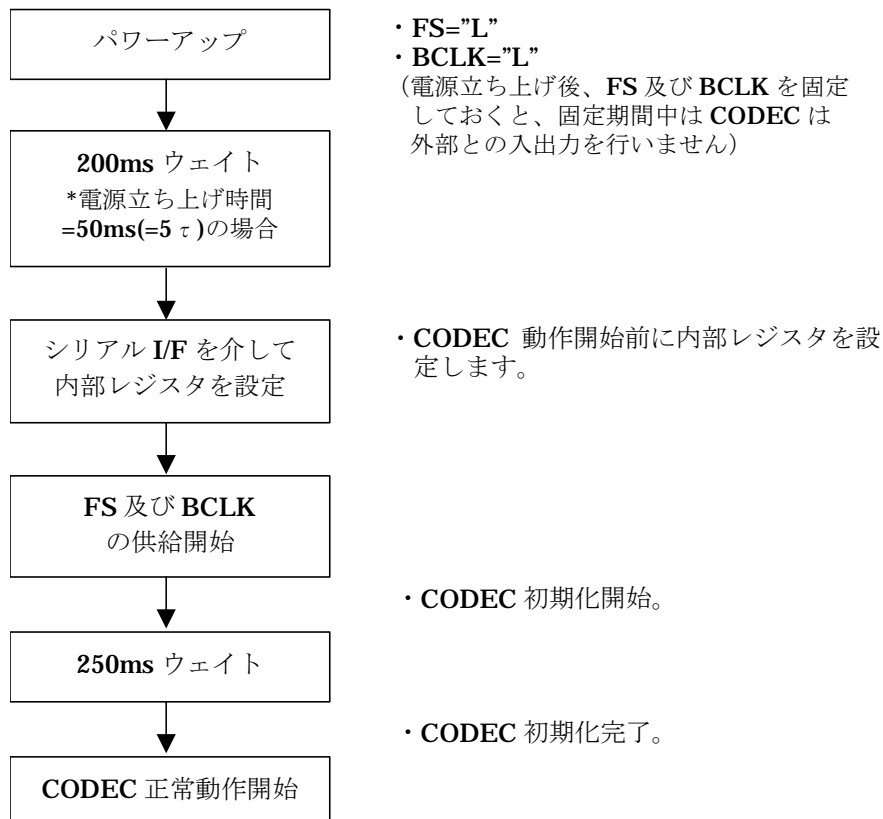 パワーアップ
・FS=”L”
・BCLK=”L”
（電源立ち上げ後、FS 及び BCLK を固定
しておくと、固定期間中は CODEC は
外部との入出力を行いません）
200ms ウェイト
*電源立ち上げ時間
=50ms(=5τ)の場合
シリアル I/F を介して
内部レジスタを設定
・CODEC 動作開始前に内部レジスタを設
定します。
FS 及び BCLK
の供給開始
・CODEC 初期化開始。
250ms ウェイト
・CODEC 初期化完了。
CODEC 正常動作開始